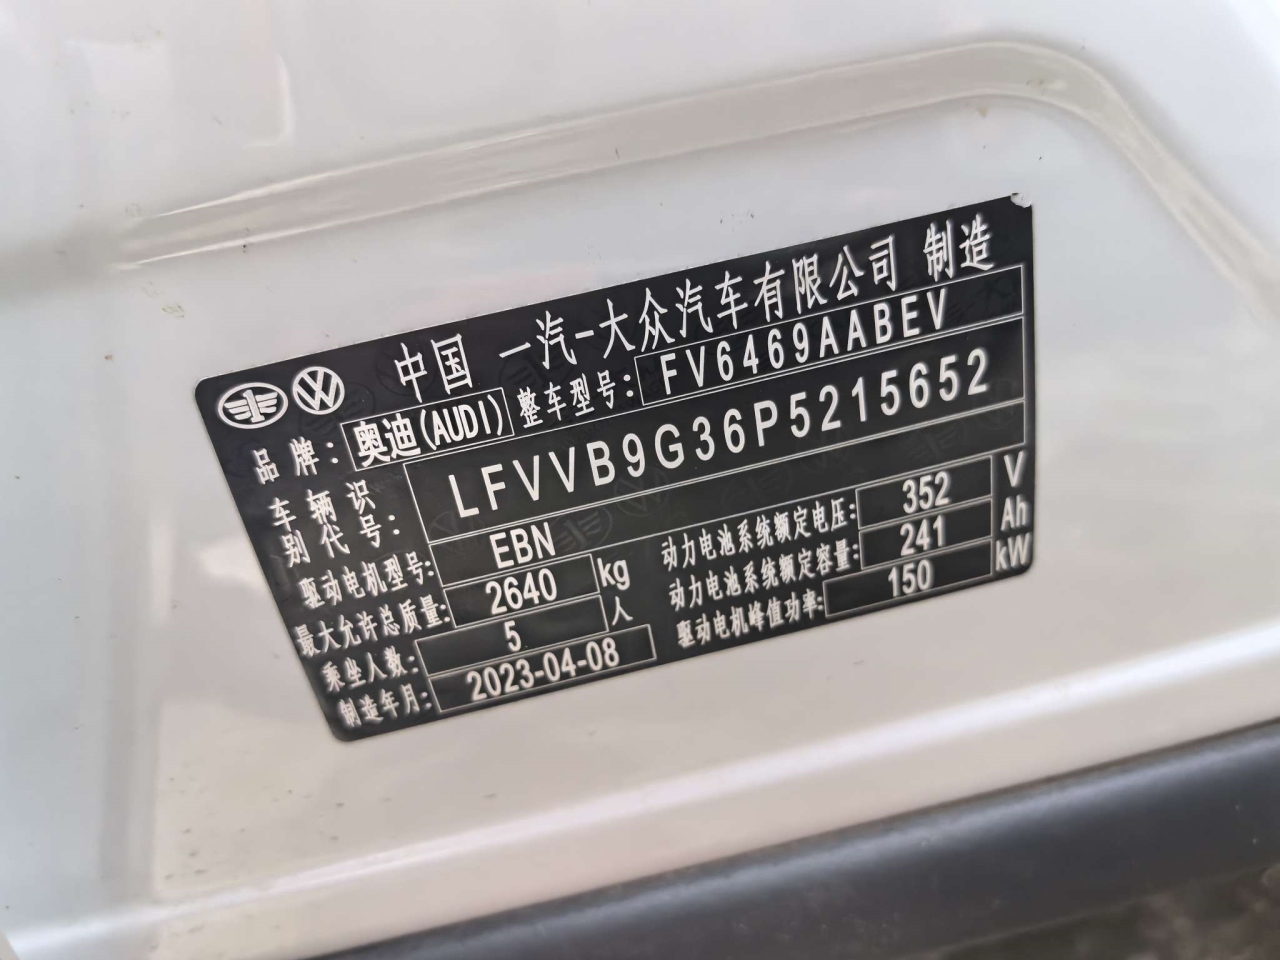 中国 一汽-大众汽车有限公司 制造
品牌: 奥迪(AUDI) 整车型号: FV6469AABEV
车辆识别代号: LFVVB9G36P5215652
驱动电机型号: EBN 动力电池系统额定电压: 352 V
最大允许总质量: 2640 kg 动力电池系统额定容量: 241 Ah
乘坐人数: 5 人 驱动电机峰值功率: 150 kW
制造年月: 2023-04-08